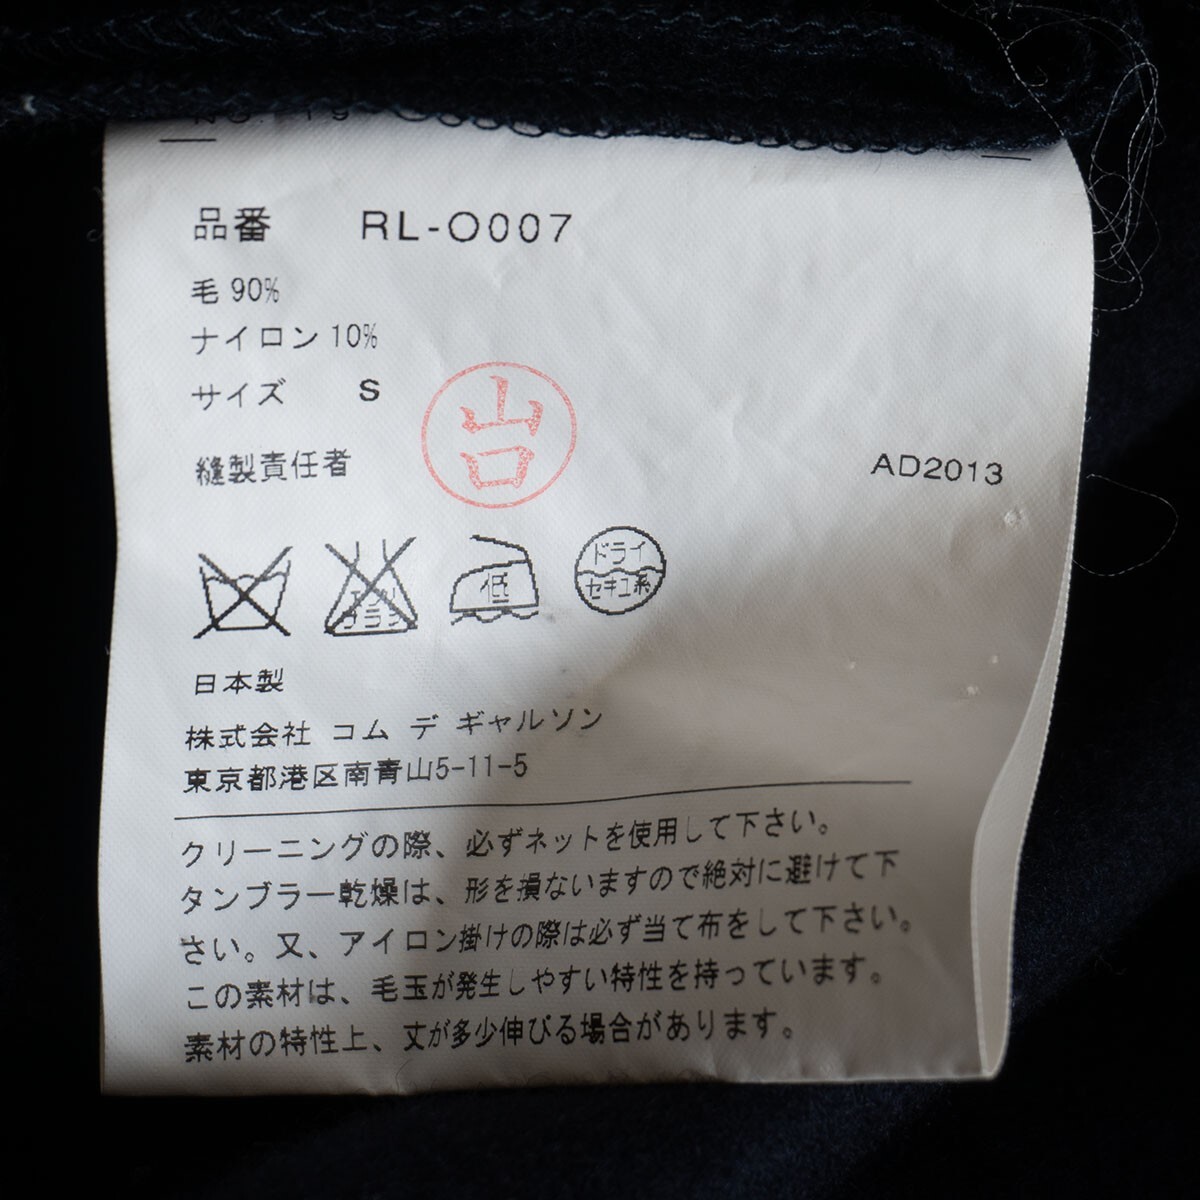 品番 RL-O007
毛 90%
ナイロン 10%
サイズ S
山口
縫製責任者
AD2013
低
ドライ
セキユ系
日本製
株式会社 コム デ ギャルソン
東京都港区南青山5-11-5
クリーニングの際、必ずネットを使用して下さい。
タンブラー乾燥は、形を損ないますので絶対に避けて下
さい。又、アイロン掛けの際は必ず当て布をして下さい。
この素材は、毛玉が発生しやすい特性を持っています。
素材の特性上、丈が多少伸びる場合があります。